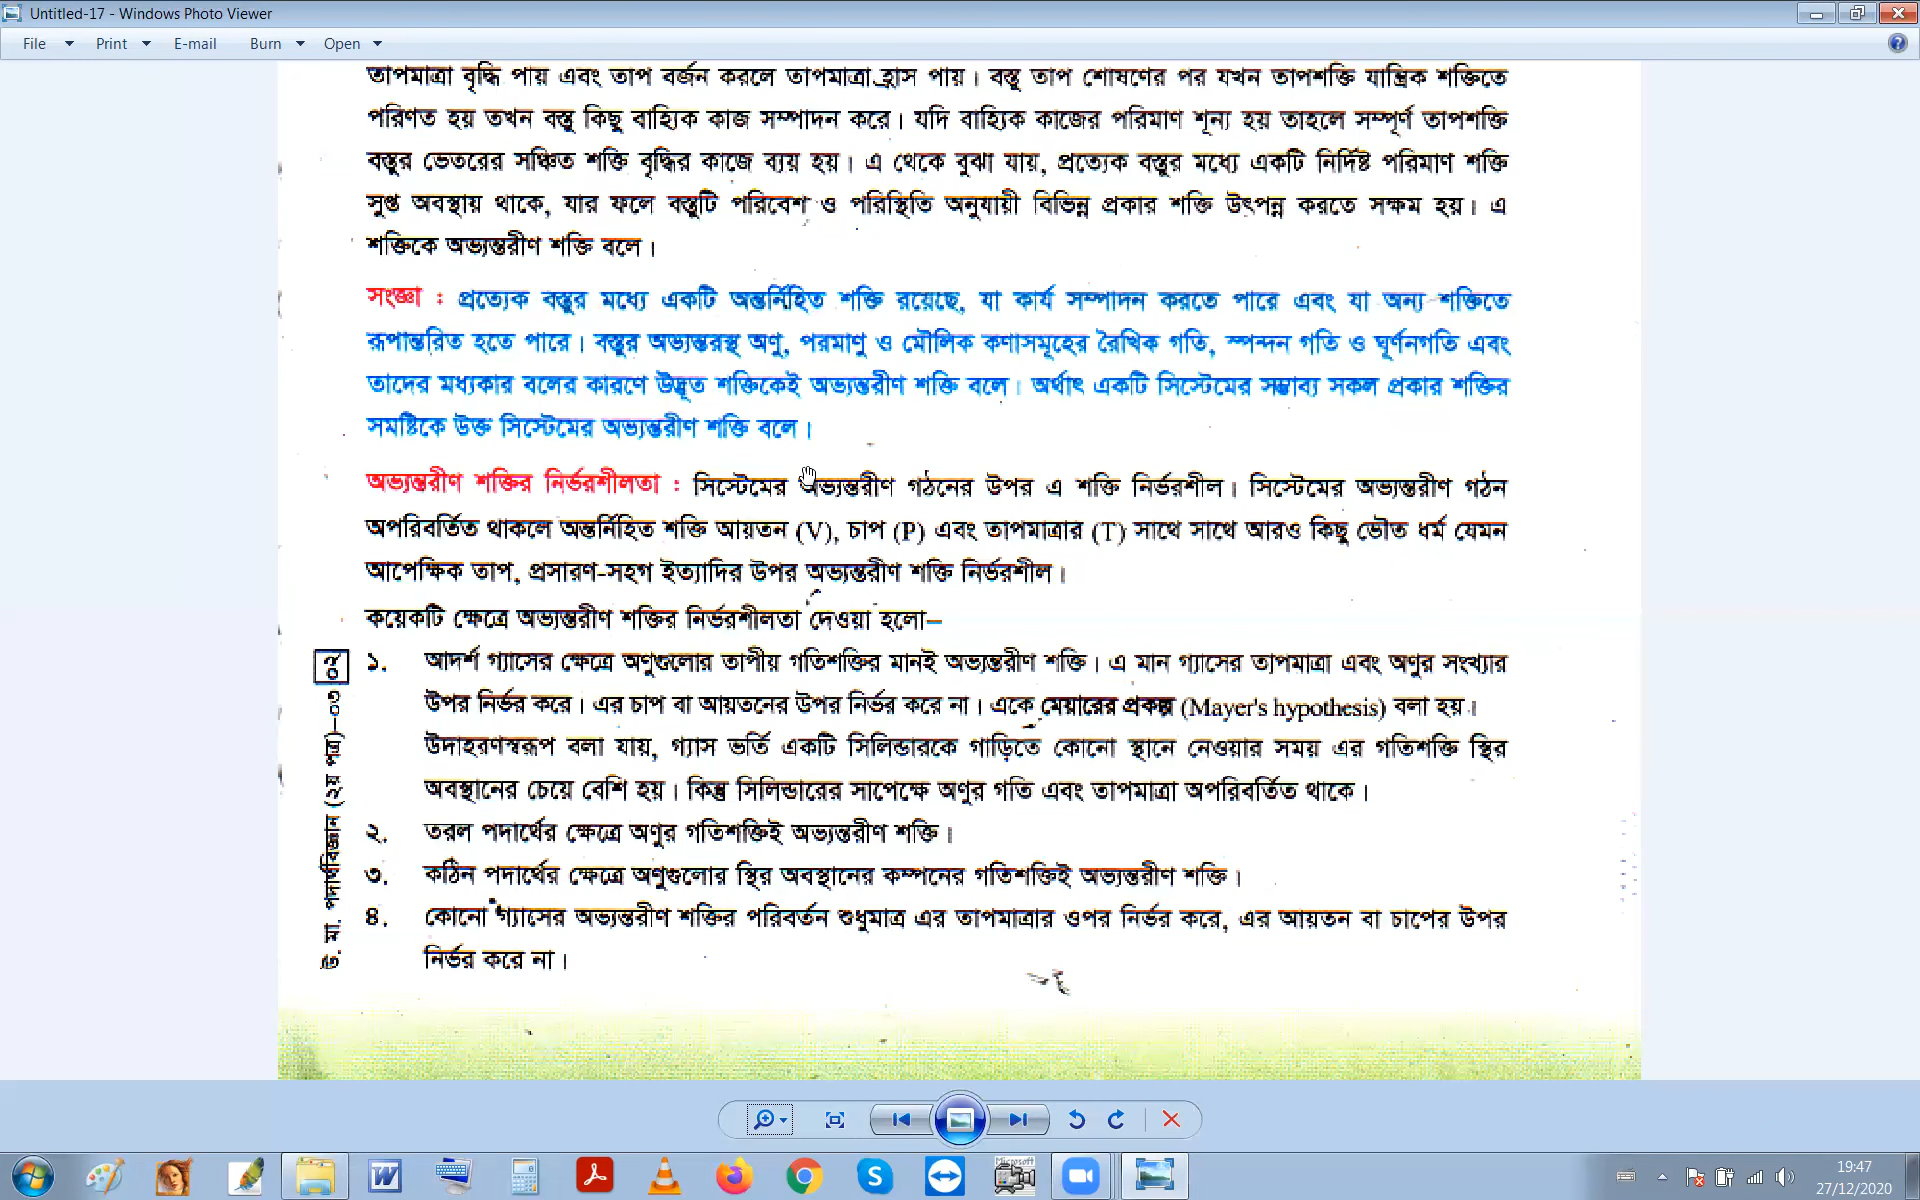 Untitled-17 - Windows Photo Viewer
File Print E-mail Burn Open
তাপমাত্রা বৃদ্ধি পায় এবং তাপ বর্জন করলে তাপমাত্রা হ্রাস পায়। বস্তু তাপ শোষণের পর যখন তাপশক্তি যান্ত্রিক শক্তিতে
পরিণত হয় তখন বস্তু কিছু বাহ্যিক কাজ সম্পাদন করে। যদি বাহ্যিক কাজের পরিমাণ শূন্য হয় তাহলে সম্পূর্ণ তাপশক্তি
বস্তুর ভেতরের সঞ্চিত শক্তি বৃদ্ধির কাজে ব্যয় হয়। এ থেকে বুঝা যায়, প্রত্যেক বস্তুর মধ্যে একটি নির্দিষ্ট পরিমাণ শক্তি
সুপ্ত অবস্থায় থাকে, যার ফলে বস্তুটি পরিবেশ ও পরিস্থিতি অনুযায়ী বিভিন্ন প্রকার শক্তি উৎপন্ন করতে সক্ষম হয়। এ
শক্তিকে অভ্যন্তরীণ শক্তি বলে।
সংজ্ঞা : প্রত্যেক বস্তুর মধ্যে একটি অন্তর্নিহিত শক্তি রয়েছে, যা কার্য সম্পাদন করতে পারে এবং যা অন্য শক্তিতে
রূপান্তরিত হতে পারে। বস্তুর অভ্যন্তরস্থ অণু, পরমাণু ও মৌলিক কণাসমূহের রৈখিক গতি, স্পন্দন গতি ও ঘূর্ণনগতি এবং
তাদের মধ্যকার বলের কারণে উদ্ভূত শক্তিকেই অভ্যন্তরীণ শক্তি বলে। অর্থাৎ একটি সিস্টেমের সম্ভাব্য সকল প্রকার শক্তির
সমষ্টিকে উক্ত সিস্টেমের অভ্যন্তরীণ শক্তি বলে।
অভ্যন্তরীণ শক্তির নির্ভরশীলতা : সিস্টেমের অভ্যন্তরীণ গঠনের উপর এ শক্তি নির্ভরশীল। সিস্টেমের অভ্যন্তরীণ গঠন
অপরিবর্তিত থাকলে অন্তর্নিহিত শক্তি আয়তন (V), চাপ (P) এবং তাপমাত্রার (T) সাথে সাথে আরও কিছু ভৌত ধর্ম যেমন
আপেক্ষিক তাপ, প্রসারণ-সহগ ইত্যাদির উপর অভ্যন্তরীণ শক্তি নির্ভরশীল।
কয়েকটি ক্ষেত্রে অভ্যন্তরীণ শক্তির নির্ভরশীলতা দেওয়া হলো–
১. আদর্শ গ্যাসের ক্ষেত্রে অণুগুলোর তাপীয় গতিশক্তির মানই অভ্যন্তরীণ শক্তি। এ মান গ্যাসের তাপমাত্রা এবং অণুর সংখ্যার
উপর নির্ভর করে। এর চাপ বা আয়তনের উপর নির্ভর করে না। একে মেয়ারের প্রকল্প (Mayer's hypothesis) বলা হয়।
উদাহরণস্বরূপ বলা যায়, গ্যাস ভর্তি একটি সিলিন্ডারকে গাড়িতে কোনো স্থানে নেওয়ার সময় এর গতিশক্তি স্থির
অবস্থানের চেয়ে বেশি হয়। কিন্তু সিলিন্ডারের সাপেক্ষে অণুর গতি এবং তাপমাত্রা অপরিবর্তিত থাকে।
২. তরল পদার্থের ক্ষেত্রে অণুর গতিশক্তিই অভ্যন্তরীণ শক্তি।
৩. কঠিন পদার্থের ক্ষেত্রে অণুগুলোর স্থির অবস্থানের কম্পনের গতিশক্তিই অভ্যন্তরীণ শক্তি।
৪. কোনো গ্যাসের অভ্যন্তরীণ শক্তির পরিবর্তন শুধুমাত্র এর তাপমাত্রার ওপর নির্ভর করে, এর আয়তন বা চাপের উপর
নির্ভর করে না।
উ. মা. পদার্থবিজ্ঞান (২য় পত্র)–০৩ ০২
Microsoft
19:47
27/12/2020